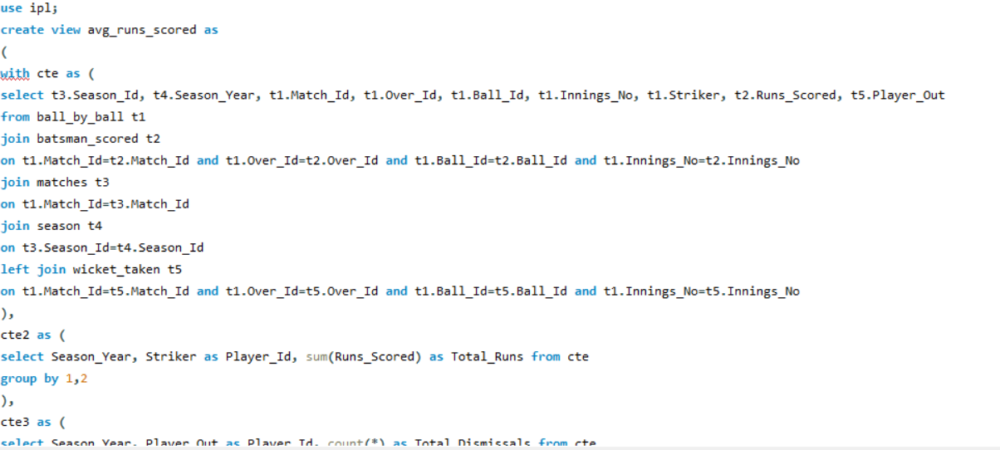 use ipl;
create view avg_runs_scored as
(
with cte as (
select t3.Season_Id, t4.Season_Year, t1.Match_Id, t1.Over_Id, t1.Ball_Id, t1.Innings_No, t1.Striker, t2.Runs_Scored, t5.Player_Out
from ball_by_ball t1
join batsman_scored t2
on t1.Match_Id=t2.Match_Id and t1.Over_Id=t2.Over_Id and t1.Ball_Id=t2.Ball_Id and t1.Innings_No=t2.Innings_No
join matches t3
on t1.Match_Id=t3.Match_Id
join season t4
on t3.Season_Id=t4.Season_Id
left join wicket_taken t5
on t1.Match_Id=t5.Match_Id and t1.Over_Id=t5.Over_Id and t1.Ball_Id=t5.Ball_Id and t1.Innings_No=t5.Innings_No
),
cte2 as (
select Season_Year, Striker as Player_Id, sum(Runs_Scored) as Total_Runs from cte
group by 1,2
),
cte3 as (
select Season_Year, Player_Out as Player_Id, count(*) as Total_Dismissals from cte